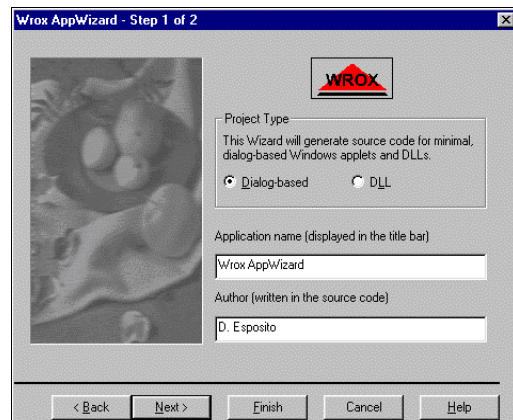 Wrox AppWizard - Step 1 of 2
WROX
Project Type
This Wizard will generate source code for minimal,
dialog-based Windows applets and DLLs.
Dialog-based DLL
Application name (displayed in the title bar)
Wrox AppWizard
Author (written in the source code)
D. Esposito
< Back Next > Finish Cancel Help